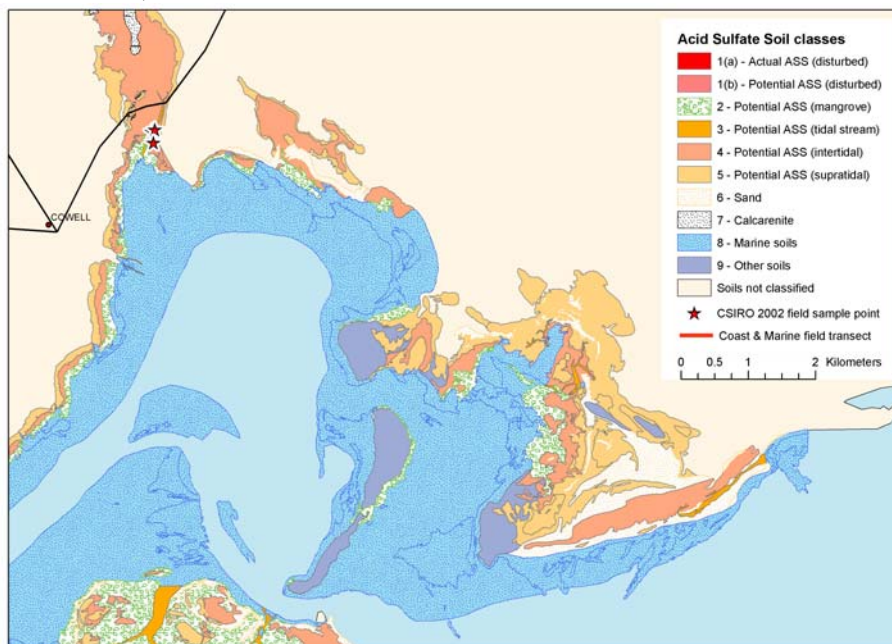 COWELL
Acid Sulfate Soil classes
1(a) - Actual ASS (disturbed)
1(b) - Potential ASS (disturbed)
2 - Potential ASS (mangrove)
3 - Potential ASS (tidal stream)
4 - Potential ASS (intertidal)
5 - Potential ASS (supratidal)
6 - Sand
7 - Calcarenite
8 - Marine soils
9 - Other soils
Soils not classified
CSIRO 2002 field sample point
Coast & Marine field transect
0 0.5 1 2 Kilometers